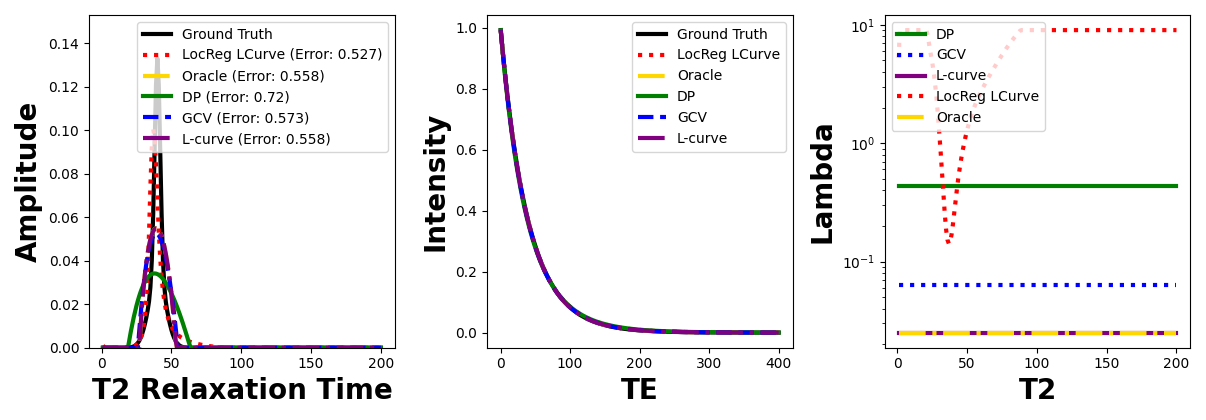 Amplitude
0.14
0.12
0.10
0.08
0.06
0.04
0.02
0.00
Ground Truth
LocReg LCurve (Error: 0.527)
Oracle (Error: 0.558)
DP (Error: 0.72)
GCV (Error: 0.573)
L-curve (Error: 0.558)
0 50 100 150 200
T2 Relaxation Time
Intensity
1.0
0.8
0.6
0.4
0.2
0.0
Ground Truth
LocReg LCurve
Oracle
DP
GCV
L-curve
0 100 200 300 400
TE
Lambda
10¹
10⁰
10⁻¹
DP
GCV
L-curve
LocReg LCurve
Oracle
0 50 100 150 200
T2